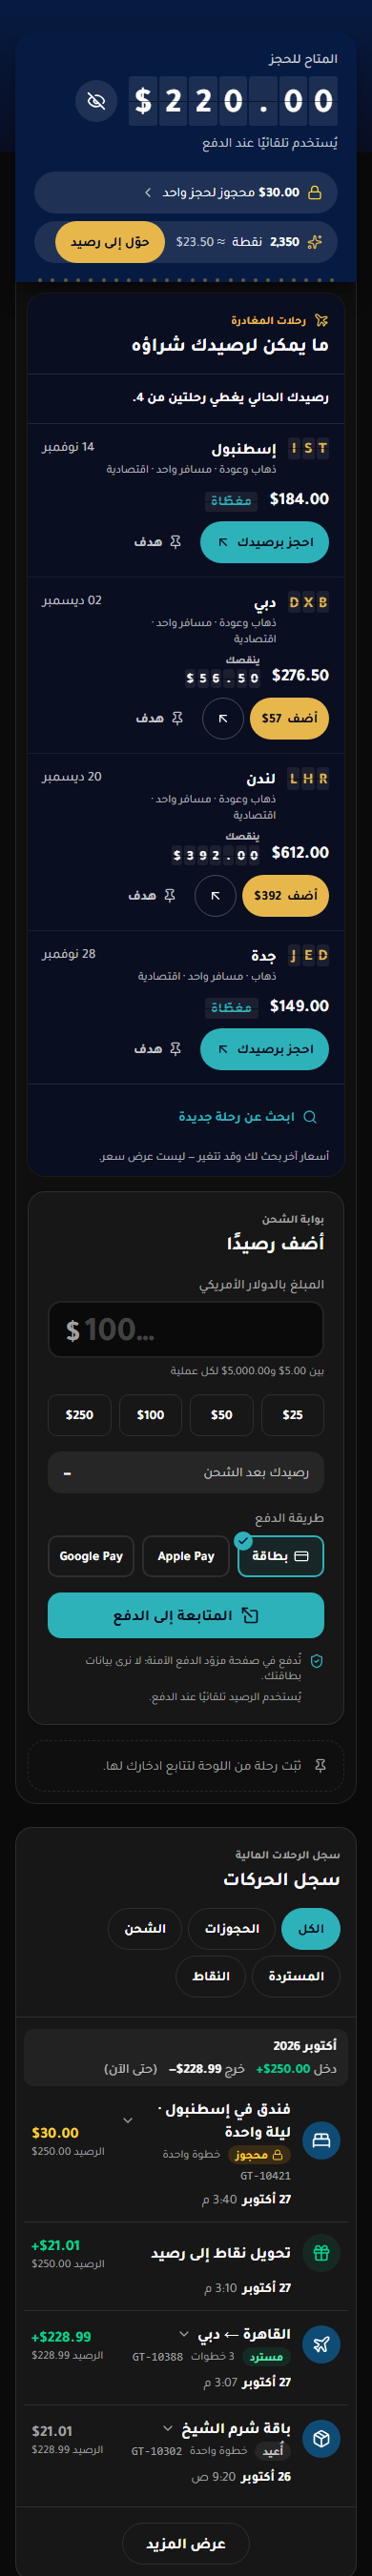 المتاح للحجز
$220.00
يُستخدم تلقائيًا عند الدفع
$30.00 محجوز لحجز واحد
2,350 نقطة ≈ $23.50 حوّل إلى رصيد
رحلات المغادرة
ما يمكن لرصيدك شراؤه
رصيدك الحالي يغطي رحلتين من 4.
IST إسطنبول 14 نوفمبر
ذهاب وعودة · مسافر واحد · اقتصادية
$184.00 مغطّاة
احجز برصيدك هدف
DXB دبي 02 ديسمبر
ذهاب وعودة · مسافر واحد ·
اقتصادية
ينقصك
$276.50 $56.50
أضف $57 هدف
LHR لندن 20 ديسمبر
ذهاب وعودة · مسافر واحد ·
اقتصادية
ينقصك
$612.00 $392.00
أضف $392 هدف
JED جدة 28 نوفمبر
ذهاب وعودة · مسافر واحد · اقتصادية
$149.00 مغطّاة
احجز برصيدك هدف
ابحث عن رحلة جديدة
أسعار آخر بحث لك وقد تتغير – ليست عرض سعر.
بوابة الشحن
أضف رصيدًا
المبلغ بالدولار الأمريكي
$ 100...
بين $5.00 و$5,000.00 لكل عملية
$25 $50 $100 $250
رصيدك بعد الشحن –
طريقة الدفع
بطاقة Apple Pay Google Pay
المتابعة إلى الدفع
تُدفع في صفحة مزوّد الدفع الآمنة؛ لا نرى بيانات
بطاقتك.
يُستخدم الرصيد تلقائيًا عند الدفع.
ثبّت رحلة من اللوحة لتتابع ادخارك لها.
سجل الرحلات المالية
سجل الحركات
الكل الحجوزات الشحن
المستردة النقاط
أكتوبر 2026
دخل $250.00+ خرج $228.99− (حتى الآن)
فندق في إسطنبول · $30.00
ليلة واحدة
محجوز خطوة واحدة الرصيد $250.00
GT-10421
27 أكتوبر 3:40 م
تحويل نقاط إلى رصيد +$21.01
الرصيد $250.00
27 أكتوبر 3:10 م
القاهرة ← دبي +$228.99
مسترد 3 خطوات GT-10388 الرصيد $228.99
27 أكتوبر 3:07 م
باقة شرم الشيخ $21.01
أُعيد خطوة واحدة GT-10302 الرصيد $228.99
26 أكتوبر 9:20 ص
عرض المزيد